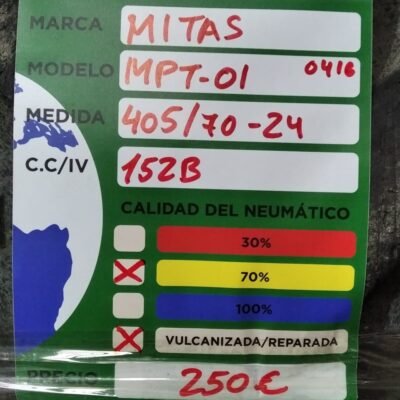 MARCA MITAS
MODELO MPT-01 0416
MEDIDA 405/70-24
C.C/IV 152B
CALIDAD DEL NEUMÁTICO
30%
X 70%
100%
X VULCANIZADA/REPARADA
PRECIO 250€